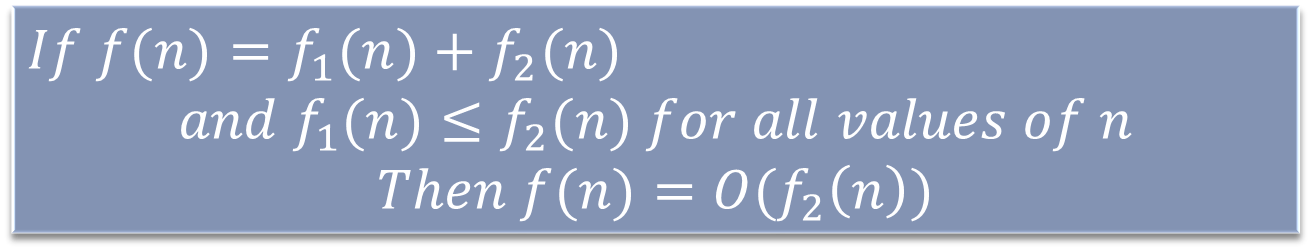 If f(n) = f₁(n) + f₂(n)
and f₁(n) ≤ f₂(n) for all values of n
Then f(n) = O(f₂(n))